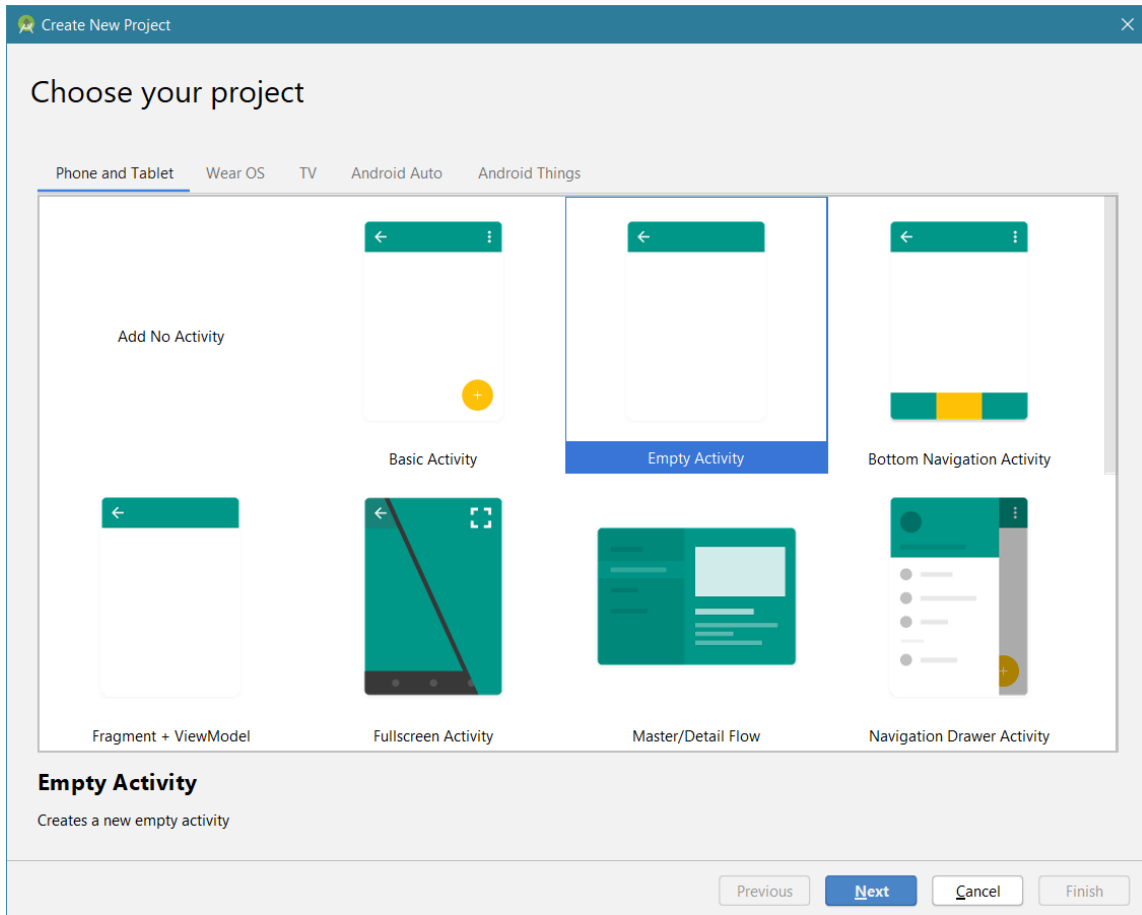 Create New Project
Choose your project
Phone and Tablet Wear OS TV Android Auto Android Things
Add No Activity
Basic Activity
Empty Activity
Bottom Navigation Activity
Fragment + ViewModel
Fullscreen Activity
Master/Detail Flow
Navigation Drawer Activity
Empty Activity
Creates a new empty activity
Previous Next Cancel Finish